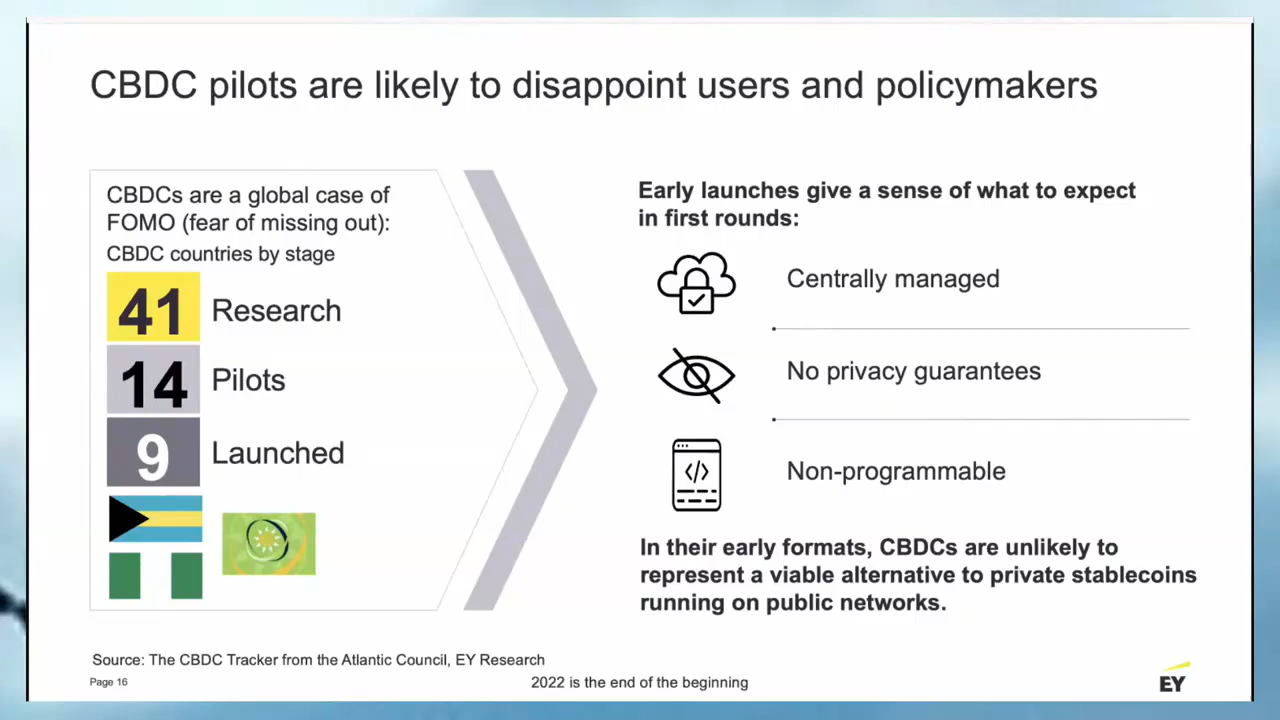 CBDC pilots are likely to disappoint users and policymakers
CBDCs are a global case of
FOMO (fear of missing out):
CBDC countries by stage
41 Research
14 Pilots
9 Launched
Early launches give a sense of what to expect
in first rounds:
Centrally managed
No privacy guarantees
</>
Non-programmable
In their early formats, CBDCs are unlikely to
represent a viable alternative to private stablecoins
running on public networks.
Source: The CBDC Tracker from the Atlantic Council, EY Research
Page 16
2022 is the end of the beginning
EY